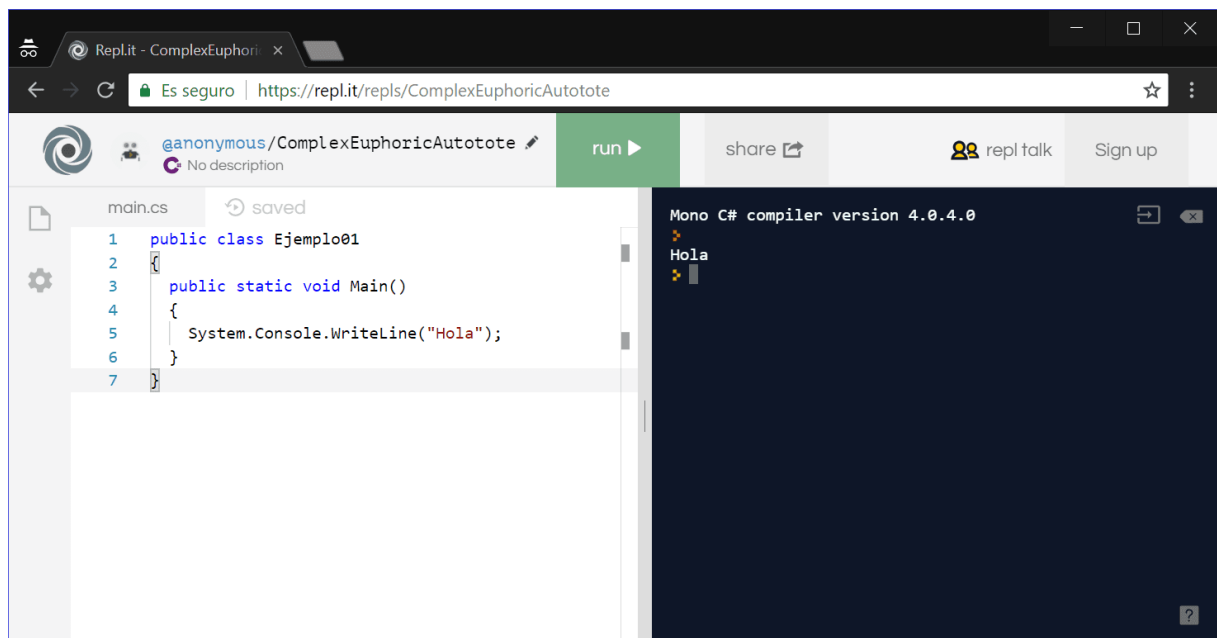 Repl.it - ComplexEuphori
Es seguro | https://repl.it/repls/ComplexEuphoricAutotote
@anonymous/ComplexEuphoricAutotote
No description
run
share
repl talk
Sign up
main.cs
saved
1 public class Ejemplo01
2 {
3   public static void Main()
4   {
5     System.Console.WriteLine("Hola");
6   }
7 }
Mono C# compiler version 4.0.4.0
>
Hola
>
?